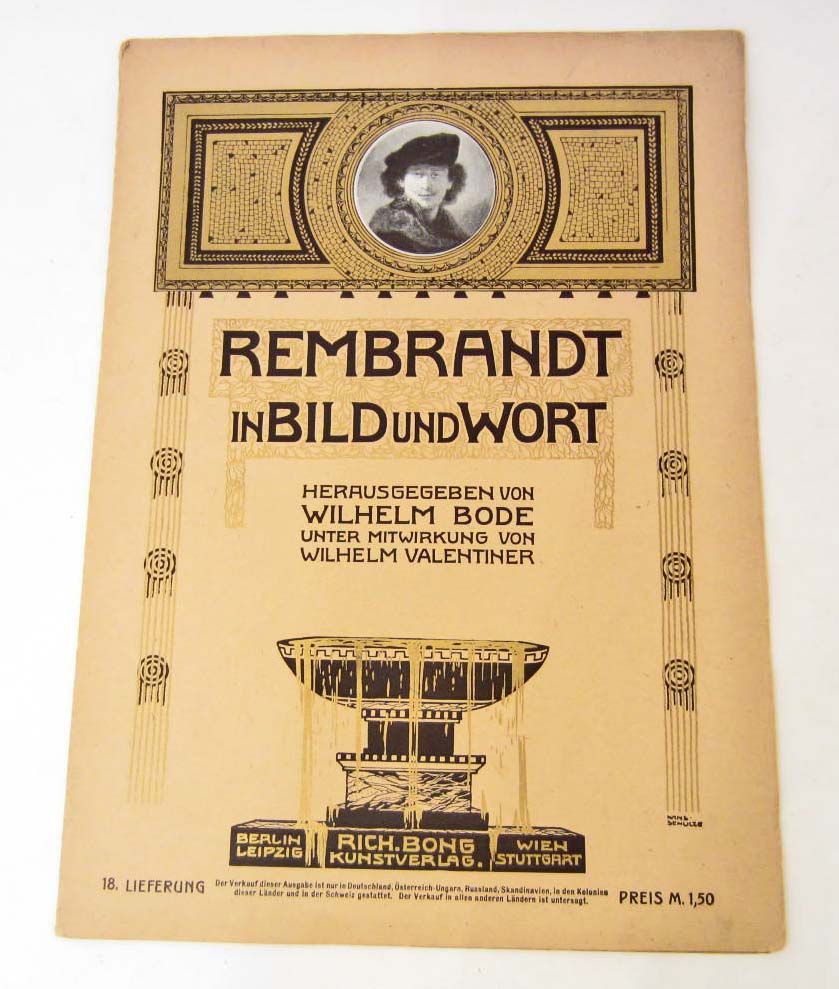 REMBRANDT
IN BILD UND WORT
HERAUSGEGEBEN VON
WILHELM BODE
UNTER MITWIRKUNG VON
WILHELM VALENTINER
HANS
SCHULZE
BERLIN
LEIPZIG
RICH. BONG
KUNSTVERLAG.
WIEN
STUTTGART
18. LIEFERUNG
Der Verkauf dieser Ausgabe ist nur in Deutschland, Österreich-Ungarn, Russland, Skandinavien, in den Kolonien
dieser Länder und in der Schweiz gestattet. Der Verkauf in allen anderen Ländern ist untersagt.
PREIS M. 1,50